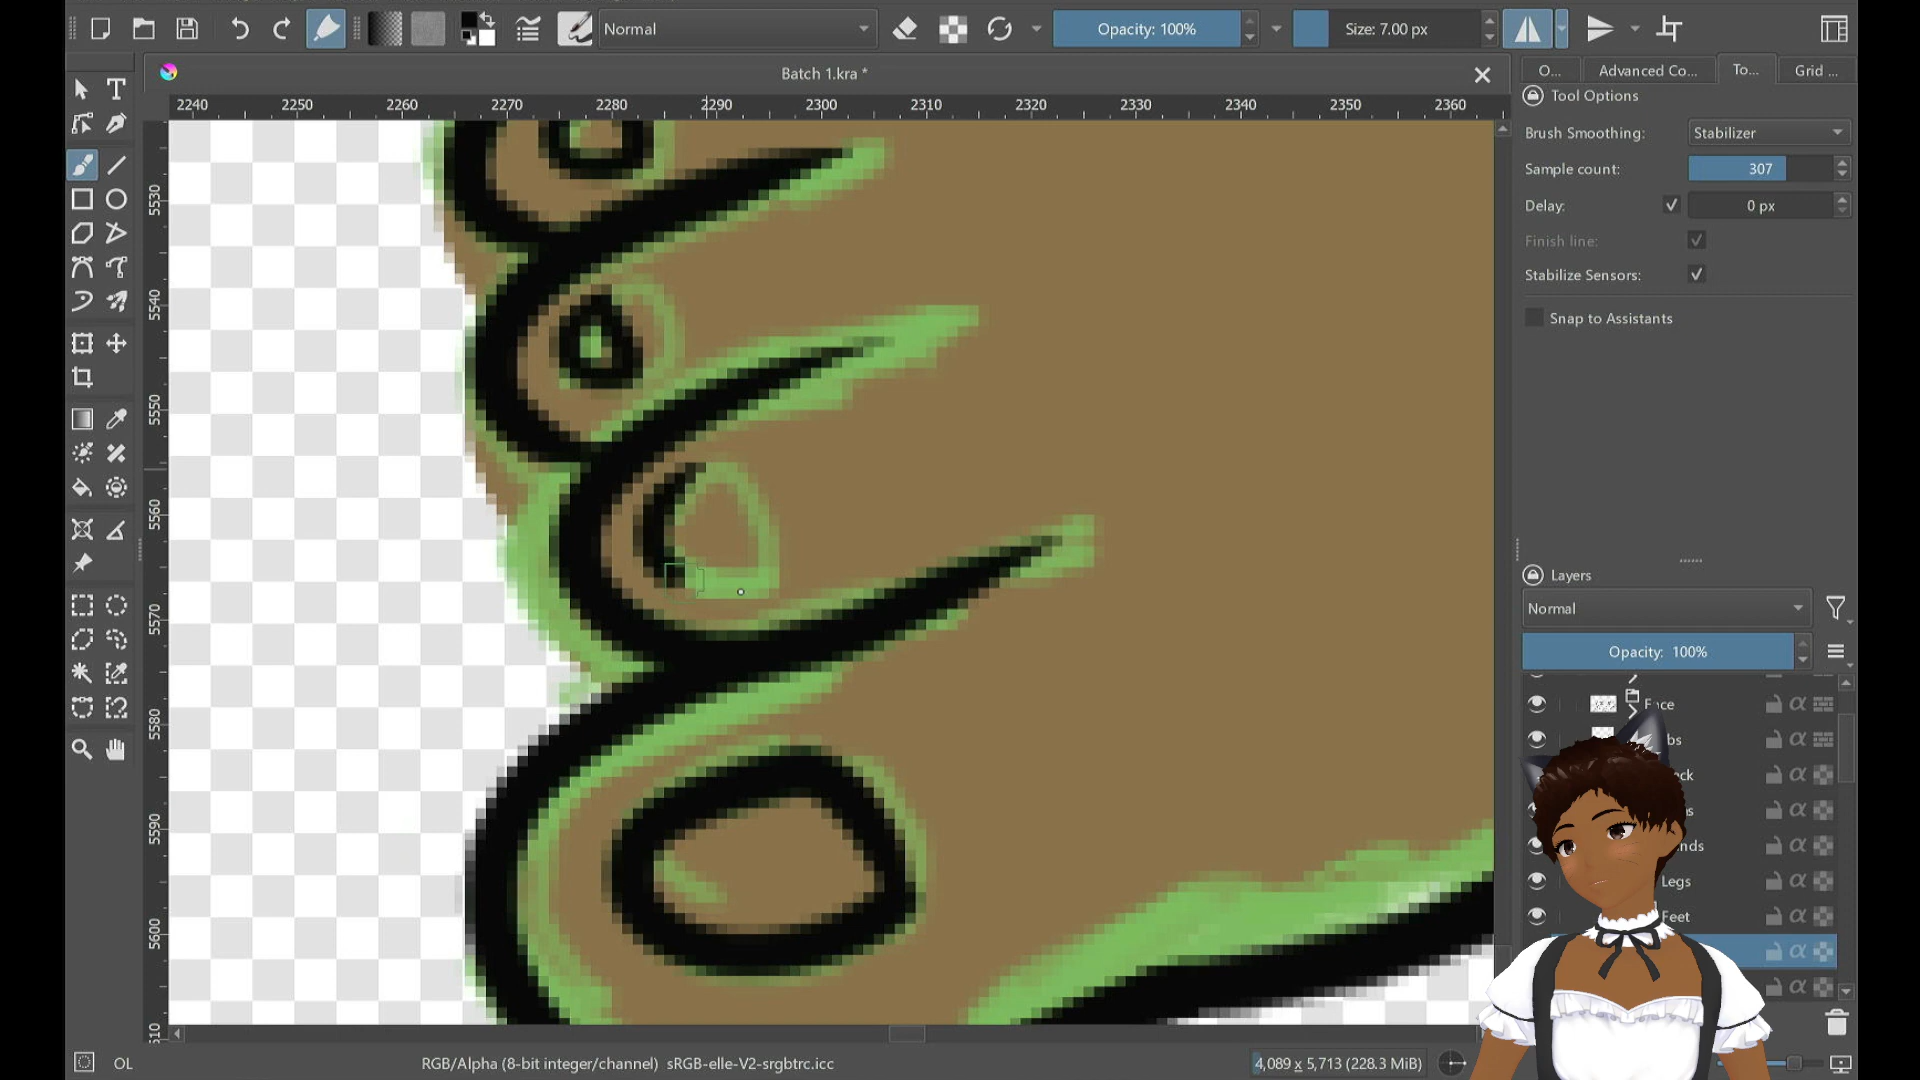 Normal
Opacity: 100%
Size: 7.00 px
Batch 1.kra *
O...
Advanced Co...
To...
Grid ...
2240 2250 2260 2270 2280 2290 2300 2310 2320 2330 2340 2350 2360
Tool Options
Brush Smoothing:
Stabilizer
Sample count:
307
Delay:
0 px
Finish line:
Stabilize Sensors:
Snap to Assistants
5530
5540
5550
5560
5570
5580
5590
5600
Layers
Normal
Opacity: 100%
Legs
Feet
OL
RGB/Alpha (8-bit integer/channel) sRGB-elle-V2-srgbtrc.icc
4,089 x 5,713 (228.3 MiB)